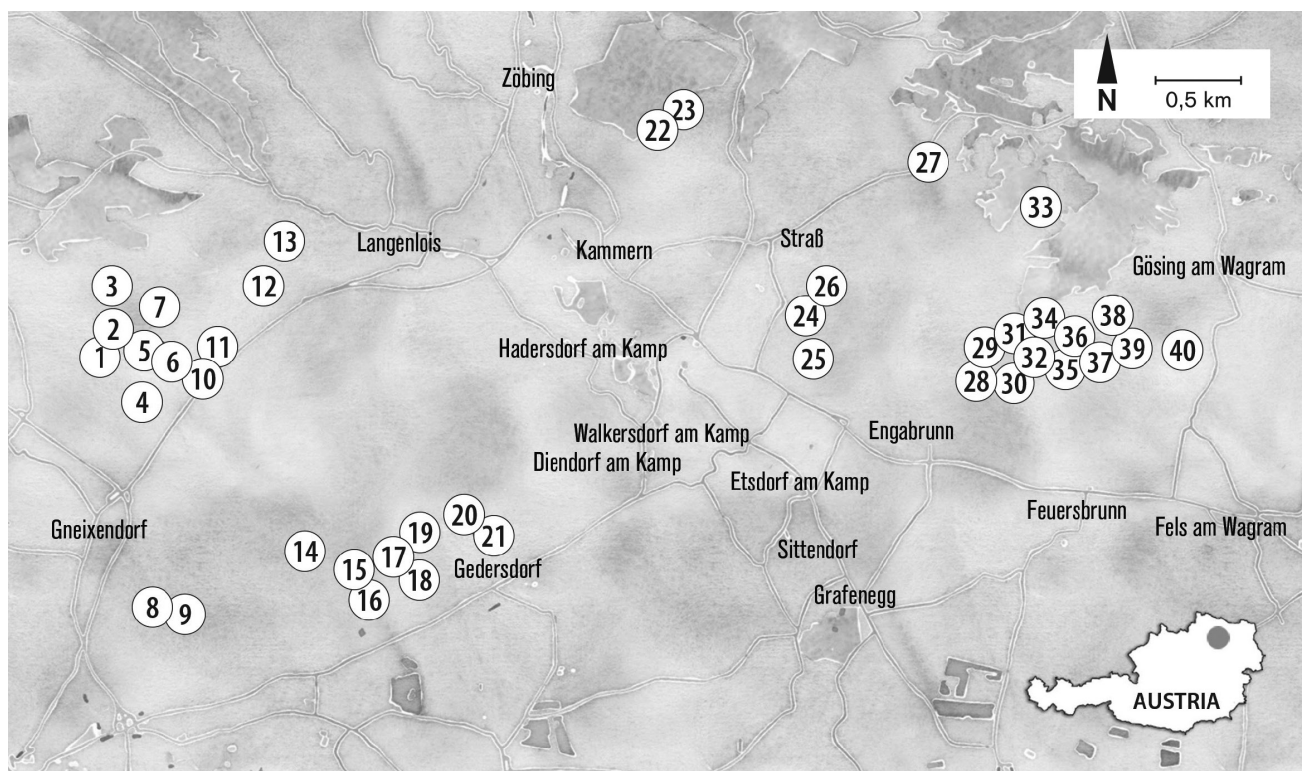 Zöbing
23
22
N
0,5 km
27
33
13
Langenlois
Kammern
Straß
Gösing am Wagram
3
12
26
7
2
24
34
38
31
36
1
5
6
11
10
Hadersdorf am Kamp
25
29
32
35
37
39
40
28
30
4
Walkersdorf am Kamp
Engabrunn
Diendorf am Kamp
Etsdorf am Kamp
Gneixendorf
20
19
21
Feuersbrunn
Fels am Wagram
14
15
17
18
Gedersdorf
Sittendorf
16
8
9
Grafenegg
AUSTRIA